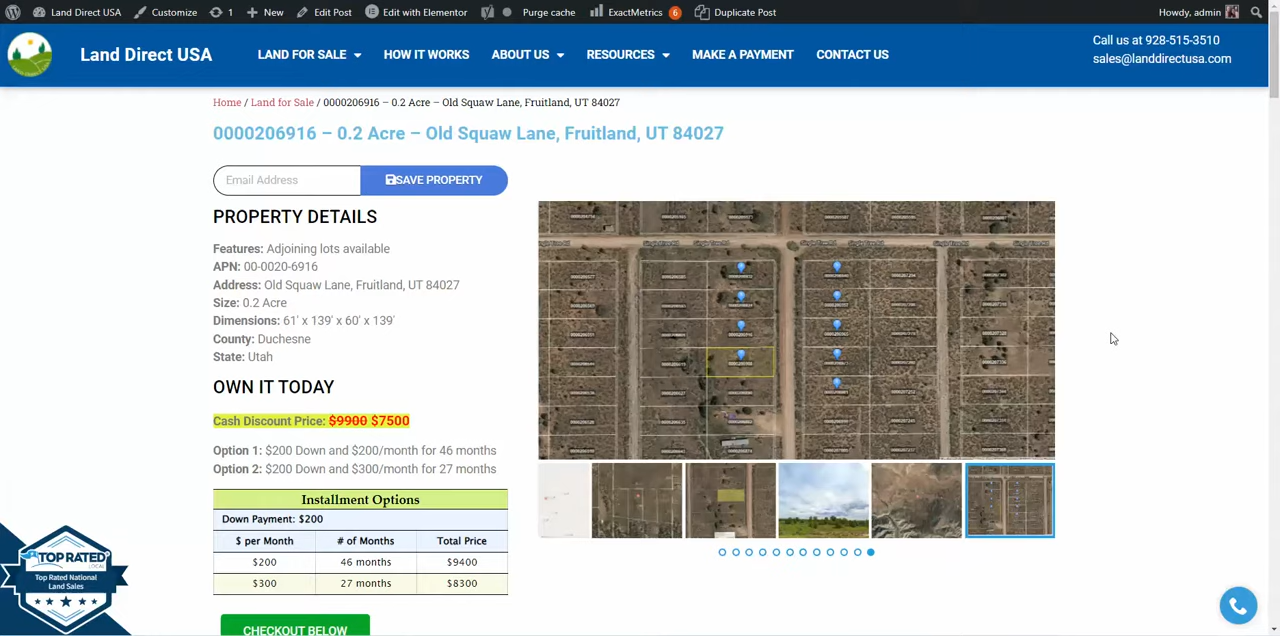 Land Direct USA
Customize
1
New
Edit Post
Edit with Elementor
Purge cache
ExactMetrics 6
Duplicate Post
Howdy, admin
Land Direct USA
LAND FOR SALE
HOW IT WORKS
ABOUT US
RESOURCES
MAKE A PAYMENT
CONTACT US
Call us at 928-515-3510
sales@landdirectusa.com
Home / Land for Sale / 0000206916 – 0.2 Acre – Old Squaw Lane, Fruitland, UT 84027
0000206916 – 0.2 Acre – Old Squaw Lane, Fruitland, UT 84027
Email Address
SAVE PROPERTY
PROPERTY DETAILS
Features: Adjoining lots available
APN: 00-0020-6916
Address: Old Squaw Lane, Fruitland, UT 84027
Size: 0.2 Acre
Dimensions: 61' x 139' x 60' x 139'
County: Duchesne
State: Utah
OWN IT TODAY
Cash Discount Price: $9900 $7500
Option 1: $200 Down and $200/month for 46 months
Option 2: $200 Down and $300/month for 27 months
Installment Options
Down Payment: $200
$ per Month # of Months Total Price
$200 46 months $9400
$300 27 months $8300
CHECKOUT BELOW
TOP RATED
LOCAL
Top Rated National
Land Sales